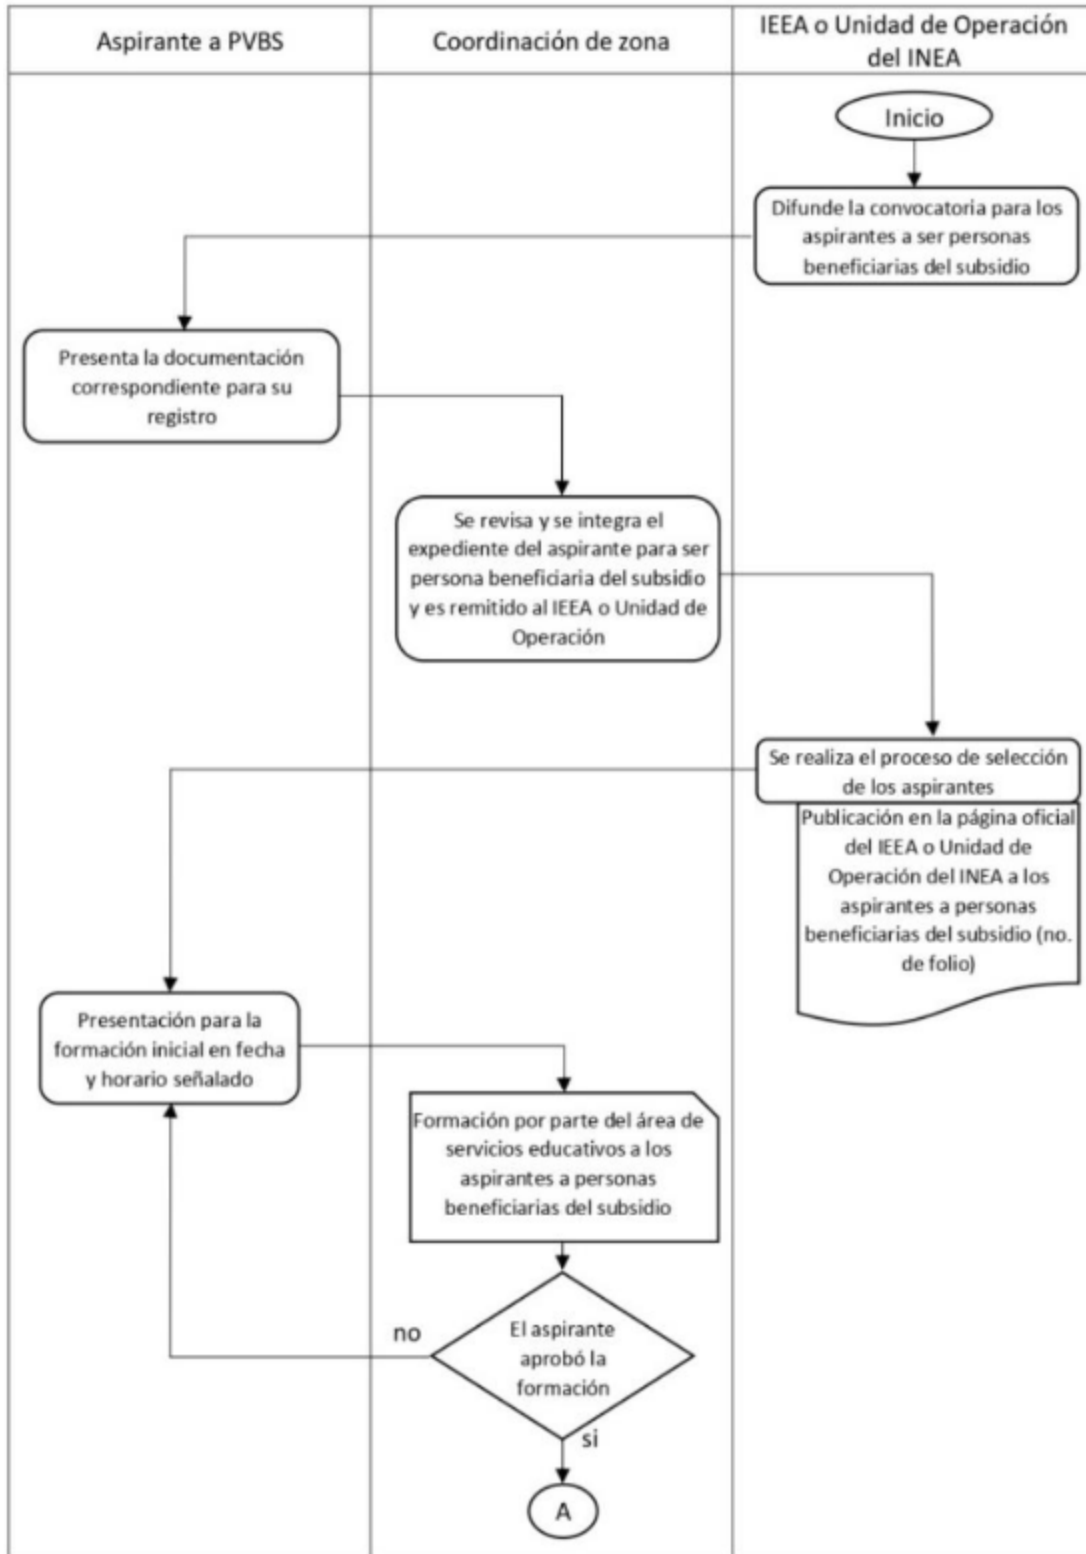 Aspirante a PVBS
Coordinación de zona
IEEA o Unidad de Operación
del INEA
Inicio
Difunde la convocatoria para los
aspirantes a ser personas
beneficiarias del subsidio
Presenta la documentación
correspondiente para su
registro
Se revisa y se integra el
expediente del aspirante para ser
persona beneficiaria del subsidio
y es remitido al IEEA o Unidad de
Operación
Se realiza el proceso de selección
de los aspirantes
Publicación en la página oficial
del IEEA o Unidad de
Operación del INEA a los
aspirantes a personas
beneficiarias del subsidio (no.
de folio)
Presentación para la
formación inicial en fecha
y horario señalado
Formación por parte del área de
servicios educativos a los
aspirantes a personas
beneficiarias del subsidio
no
El aspirante
aprobó la
formación
si
A